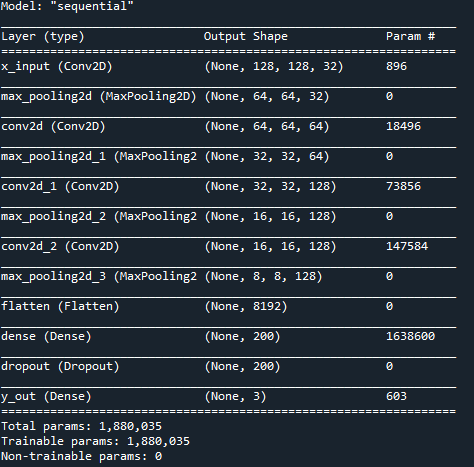 Model: "sequential"
Layer (type) Output Shape Param #
x_input (Conv2D) (None, 128, 128, 32) 896
max_pooling2d (MaxPooling2D) (None, 64, 64, 32) 0
conv2d (Conv2D) (None, 64, 64, 64) 18496
max_pooling2d_1 (MaxPooling2 (None, 32, 32, 64) 0
conv2d_1 (Conv2D) (None, 32, 32, 128) 73856
max_pooling2d_2 (MaxPooling2 (None, 16, 16, 128) 0
conv2d_2 (Conv2D) (None, 16, 16, 128) 147584
max_pooling2d_3 (MaxPooling2 (None, 8, 8, 128) 0
flatten (Flatten) (None, 8192) 0
dense (Dense) (None, 200) 1638600
dropout (Dropout) (None, 200) 0
y_out (Dense) (None, 3) 603
Total params: 1,880,035
Trainable params: 1,880,035
Non-trainable params: 0